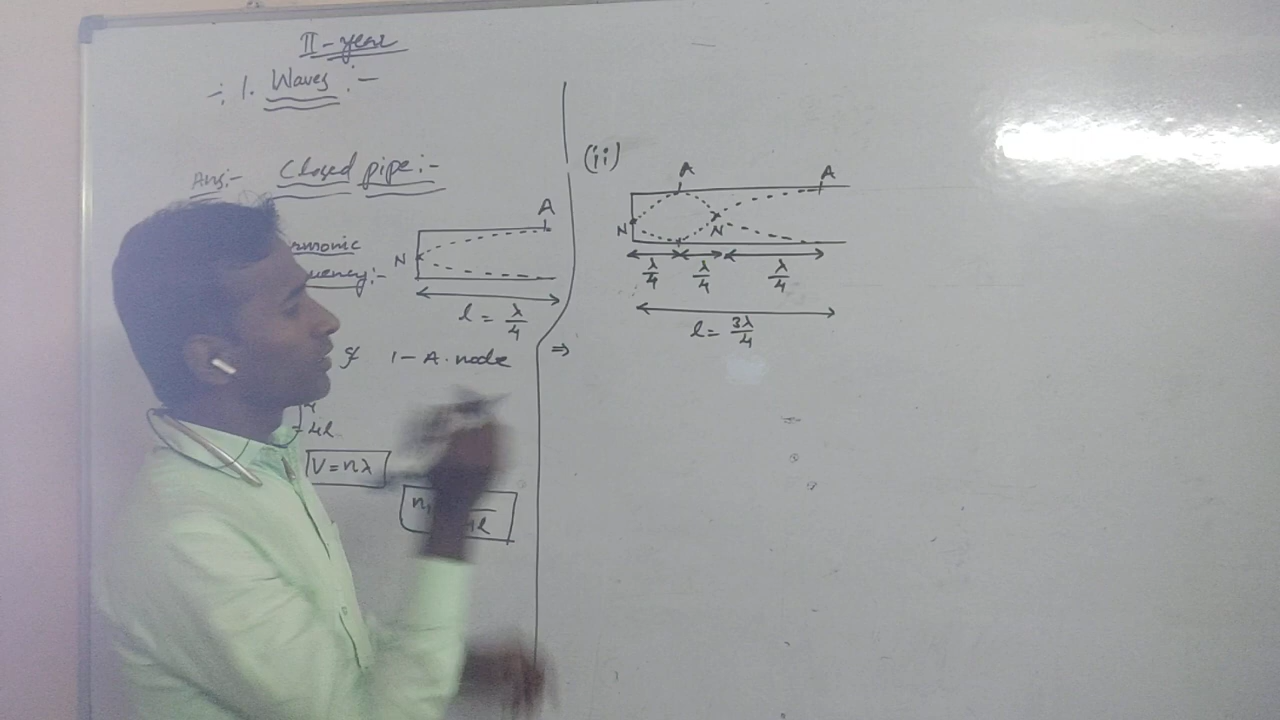 II-year
-: 1. Waves :-
Ans:- Closed pipe:-
rmonic
uency:-
A
N
l = λ/4
1 - A. node
= 4l
V = nλ
n₁
4l
(ii)
A A
N N
λ/4 λ/4 λ/4
l = 3λ/4
⇒